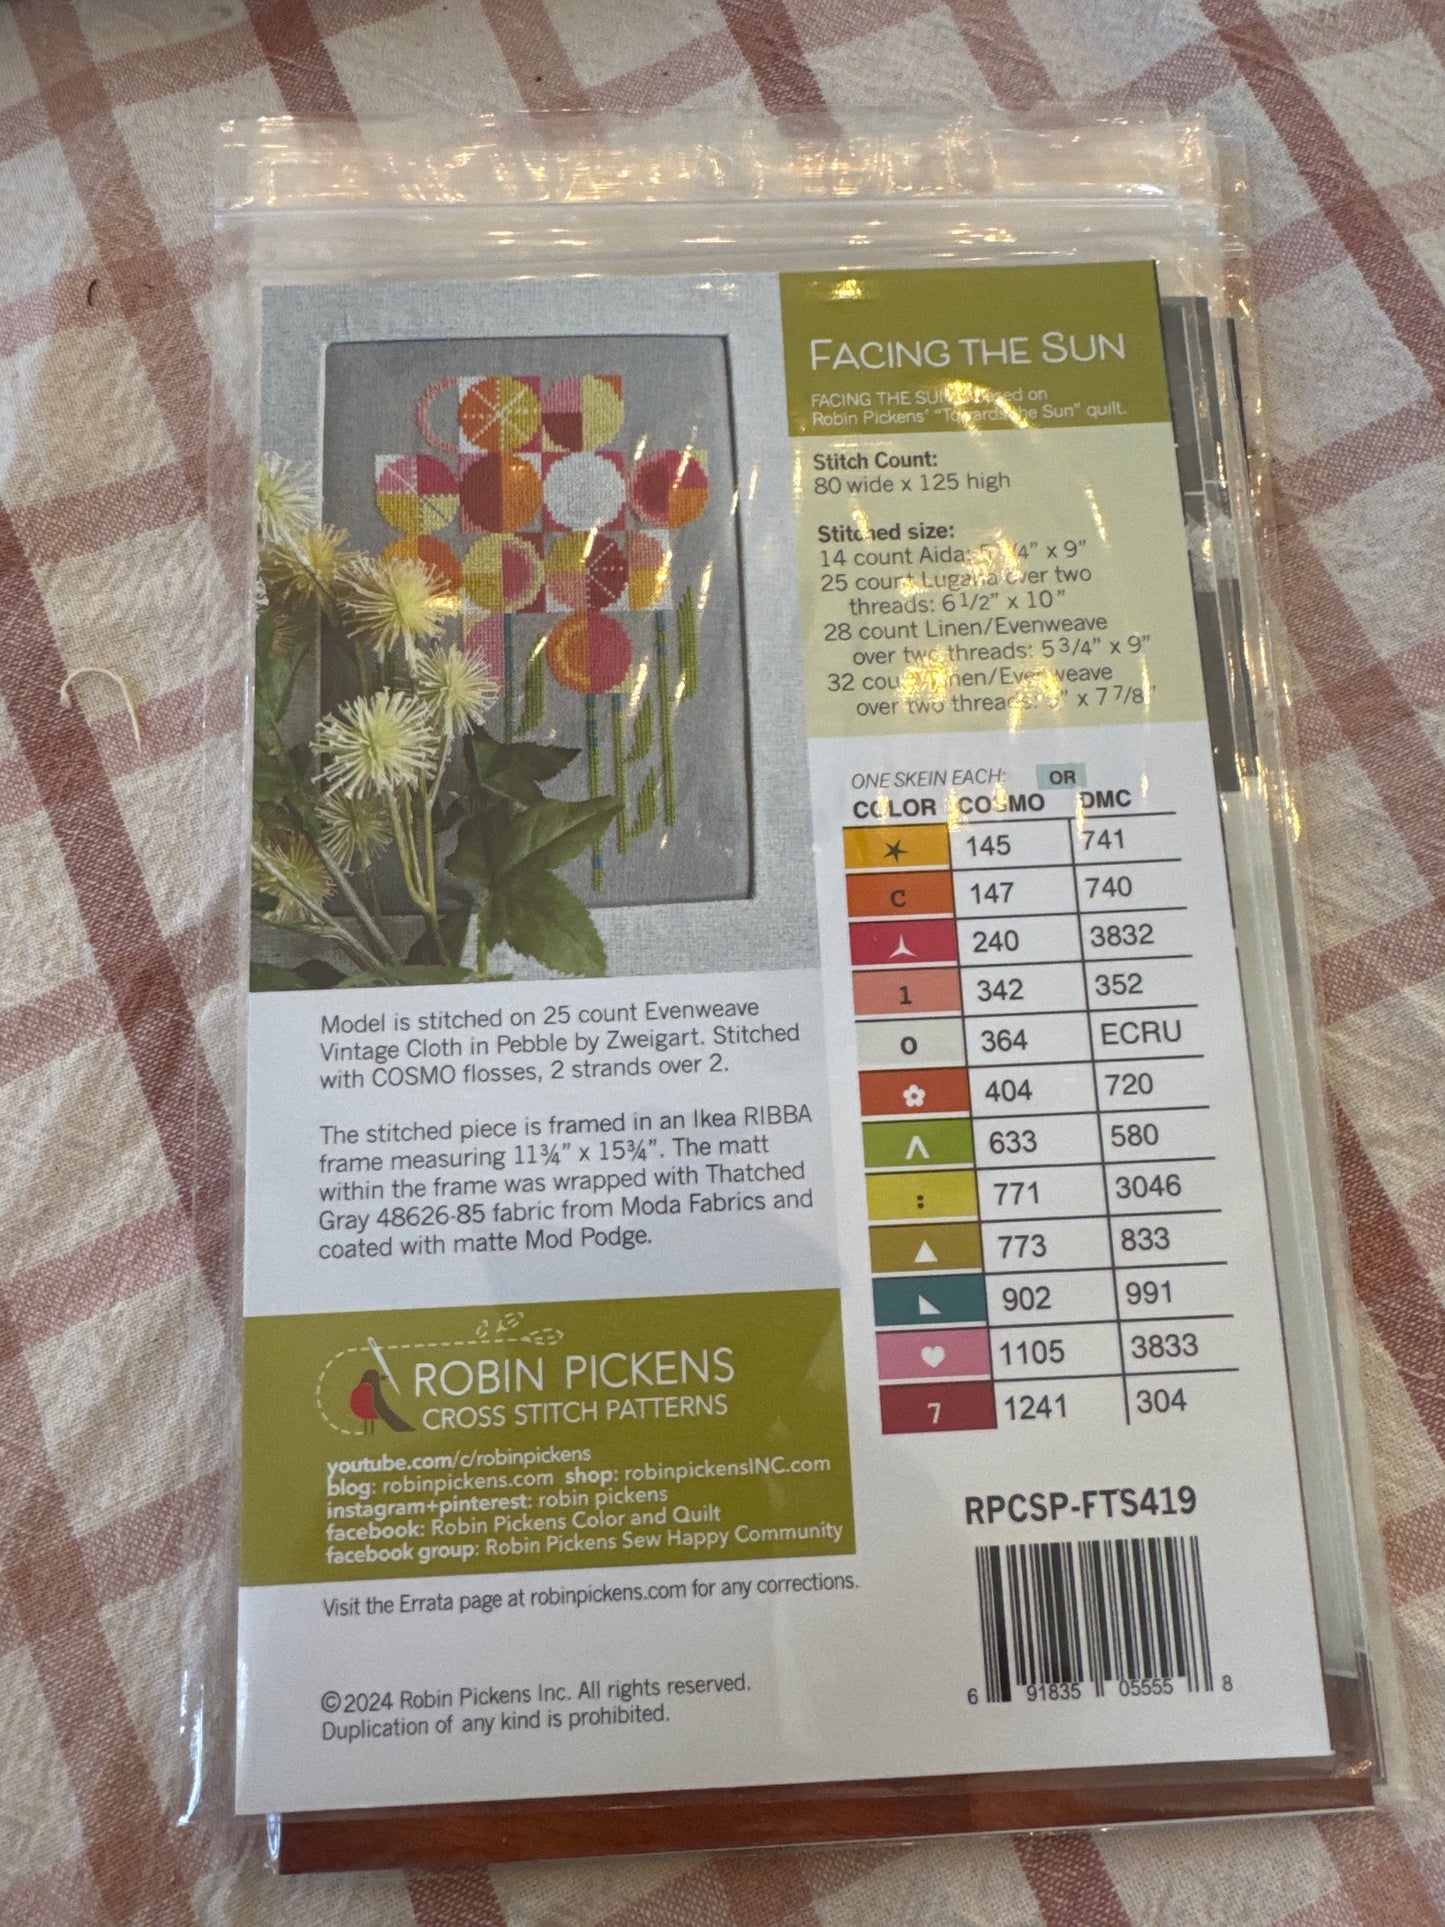 FACING THE SUN
FACING THE SUN
Robin Pickens' "Towards the Sun" quilt.
Stitch Count:
80 wide x 125 high
Stitched size:
14 count Aida: x 9"
25 count Lugana over two
threads: 6 1/2" x 10"
28 count Linen/Evenweave
over two threads: 5 3/4" x 9"
32 count Linen/Evenweave
over two threads: x 7 7/8"
ONE SKEIN EACH: OR
COLOR COSMO DMC
145 741
C 147 740
240 3832
1 342 352
O 364 ECRU
404 720
633 580
: 771 3046
773 833
902 991
1105 3833
7 1241 304
Model is stitched on 25 count Evenweave
Vintage Cloth in Pebble by Zweigart. Stitched
with COSMO flosses, 2 strands over 2.
The stitched piece is framed in an Ikea RIBBA
frame measuring 11¾" x 15¾". The matt
within the frame was wrapped with Thatched
Gray 48626-85 fabric from Moda Fabrics and
coated with matte Mod Podge.
ROBIN PICKENS
CROSS STITCH PATTERNS
youtube.com/c/robinpickens
blog: robinpickens.com shop: robinpickensINC.com
instagram+pinterest: robin pickens
facebook: Robin Pickens Color and Quilt
facebook group: Robin Pickens Sew Happy Community
Visit the Errata page at robinpickens.com for any corrections.
©2024 Robin Pickens Inc. All rights reserved.
Duplication of any kind is prohibited.
RPCSP-FTS419
6 91835 05555 8